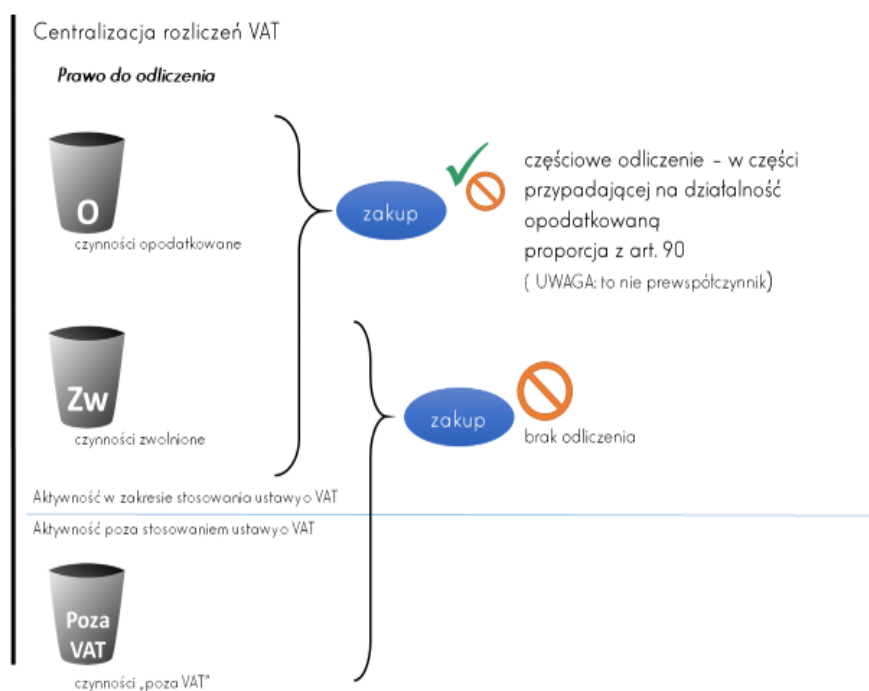 Centralizacja rozliczeń VAT
Prawo do odliczenia
O
czynności opodatkowane
zakup
częściowe odliczenie – w części
przypadającej na działalność
opodatkowaną
proporcja z art. 90
( UWAGA: to nie prewspółczynnik)
Zw
czynności zwolnione
zakup
brak odliczenia
Aktywność w zakresie stosowania ustawyo VAT
Aktywność poza stosowaniem ustawyo VAT
Poza
VAT
czynności „poza VAT"